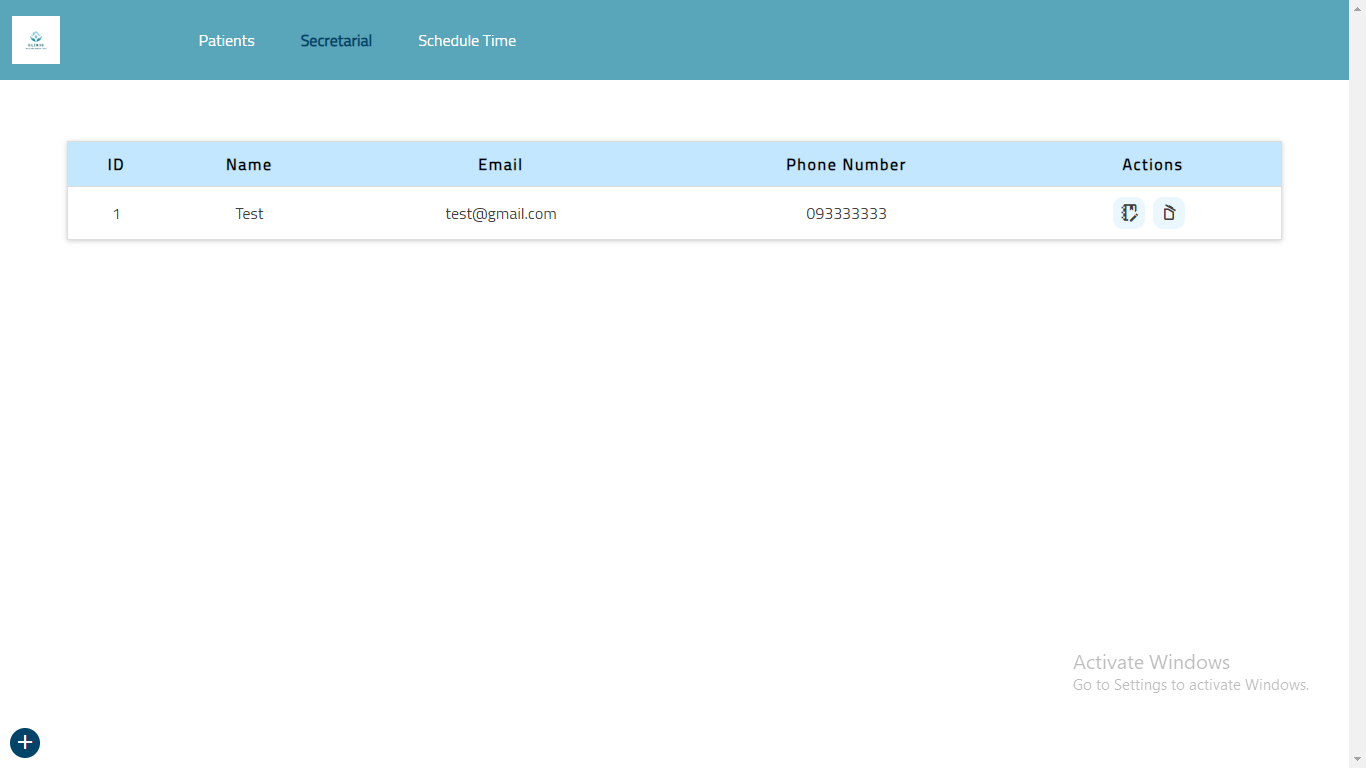 CLINIC
Patients Secretarial Schedule Time
ID Name Email Phone Number Actions
1 Test test@gmail.com 093333333
Activate Windows
Go to Settings to activate Windows.